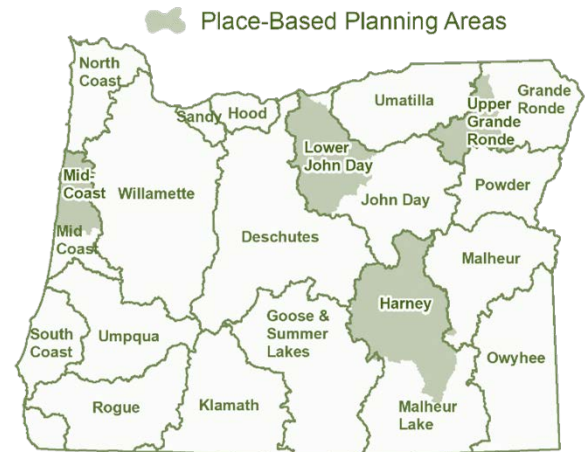 Place-Based Planning Areas
North
Coast
Sandy
Hood
Umatilla
Grande
Ronde
Upper
Grande
Ronde
Lower
John Day
Mid-
Coast
Willamette
John Day
Powder
Mid
Coast
Deschutes
Malheur
Harney
Goose &
Summer
Lakes
South
Coast
Umpqua
Owyhee
Rogue
Klamath
Malheur
Lake